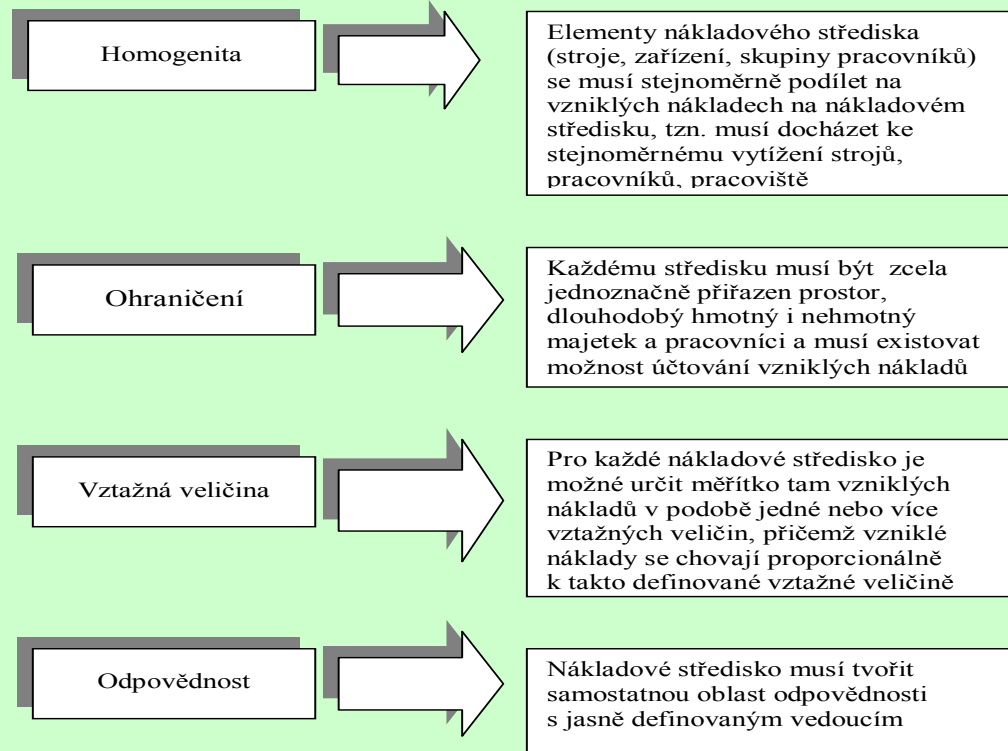 Homogenita
Elementy nákladového střediska
(stroje, zařízení, skupiny pracovníků)
se musí stejnoměrně podílet na
vzniklých nákladech na nákladovém
středisku, tzn. musí docházet ke
stejnoměrnému vytížení strojů,
pracovníků, pracoviště
Ohraničení
Každému středisku musí být zcela
jednoznačně přiřazen prostor,
dlouhodobý hmotný i nehmotný
majetek a pracovníci a musí existovat
možnost účtování vzniklých nákladů
Vztažná veličina
Pro každé nákladové středisko je
možné určit měřítko tam vzniklých
nákladů v podobě jedné nebo více
vztažných veličin, přičemž vzniklé
náklady se chovají proporcionálně
k takto definované vztažné veličině
Odpovědnost
Nákladové středisko musí tvořit
samostatnou oblast odpovědnosti
s jasně definovaným vedoucím